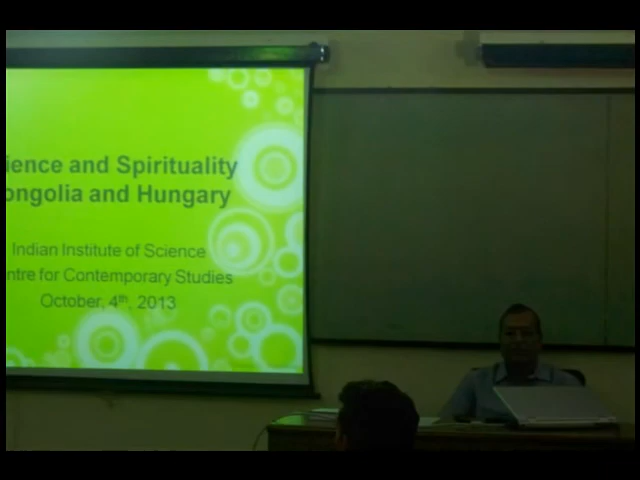 ience and Spirituality
ongolia and Hungary
Indian Institute of Science
ntre for Contemporary Studies
October, 4th, 2013